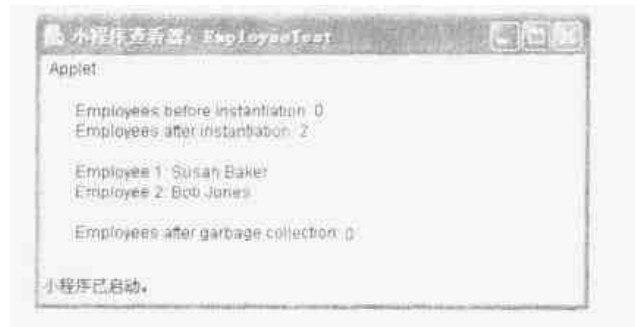 小程序查看器: EmployeeTest
Applet
Employees before instantiation: 0
Employees after instantiation: 2
Employee 1: Susan Baker
Employee 2: Bob Jones
Employees after garbage collection: 0
小程序已启动。